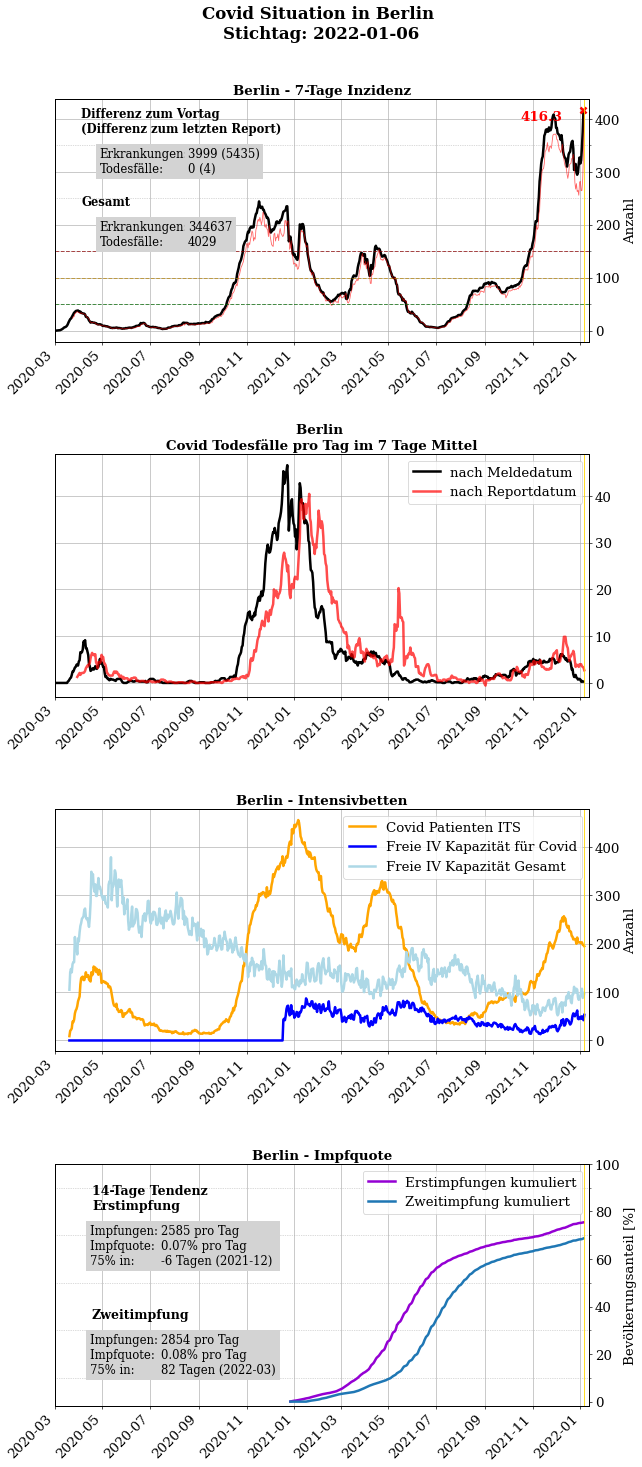 Covid Situation in Berlin
Stichtag: 2022-01-06
Berlin - 7-Tage Inzidenz
Differenz zum Vortag
(Differenz zum letzten Report)
Erkrankungen 3999 (5435)
Todesfälle: 0 (4)
Gesamt
Erkrankungen 344637
Todesfälle: 4029
416.3
400
300
200
100
0
Anzahl
2020-03
2020-05
2020-07
2020-09
2020-11
2021-01
2021-03
2021-05
2021-07
2021-09
2021-11
2022-01
Berlin
Covid Todesfälle pro Tag im 7 Tage Mittel
nach Meldedatum
nach Reportdatum
40
30
20
10
0
2020-03
2020-05
2020-07
2020-09
2020-11
2021-01
2021-03
2021-05
2021-07
2021-09
2021-11
2022-01
Berlin - Intensivbetten
Covid Patienten ITS
Freie IV Kapazität für Covid
Freie IV Kapazität Gesamt
400
300
200
100
0
Anzahl
2020-03
2020-05
2020-07
2020-09
2020-11
2021-01
2021-03
2021-05
2021-07
2021-09
2021-11
2022-01
Berlin - Impfquote
14-Tage Tendenz
Erstimpfung
Impfungen: 2585 pro Tag
Impfquote: 0.07% pro Tag
75% in: -6 Tagen (2021-12)
Zweitimpfung
Impfungen: 2854 pro Tag
Impfquote: 0.08% pro Tag
75% in: 82 Tagen (2022-03)
Erstimpfungen kumuliert
Zweitimpfung kumuliert
100
80
60
40
20
0
Bevölkerungsanteil [%]
2020-03
2020-05
2020-07
2020-09
2020-11
2021-01
2021-03
2021-05
2021-07
2021-09
2021-11
2022-01